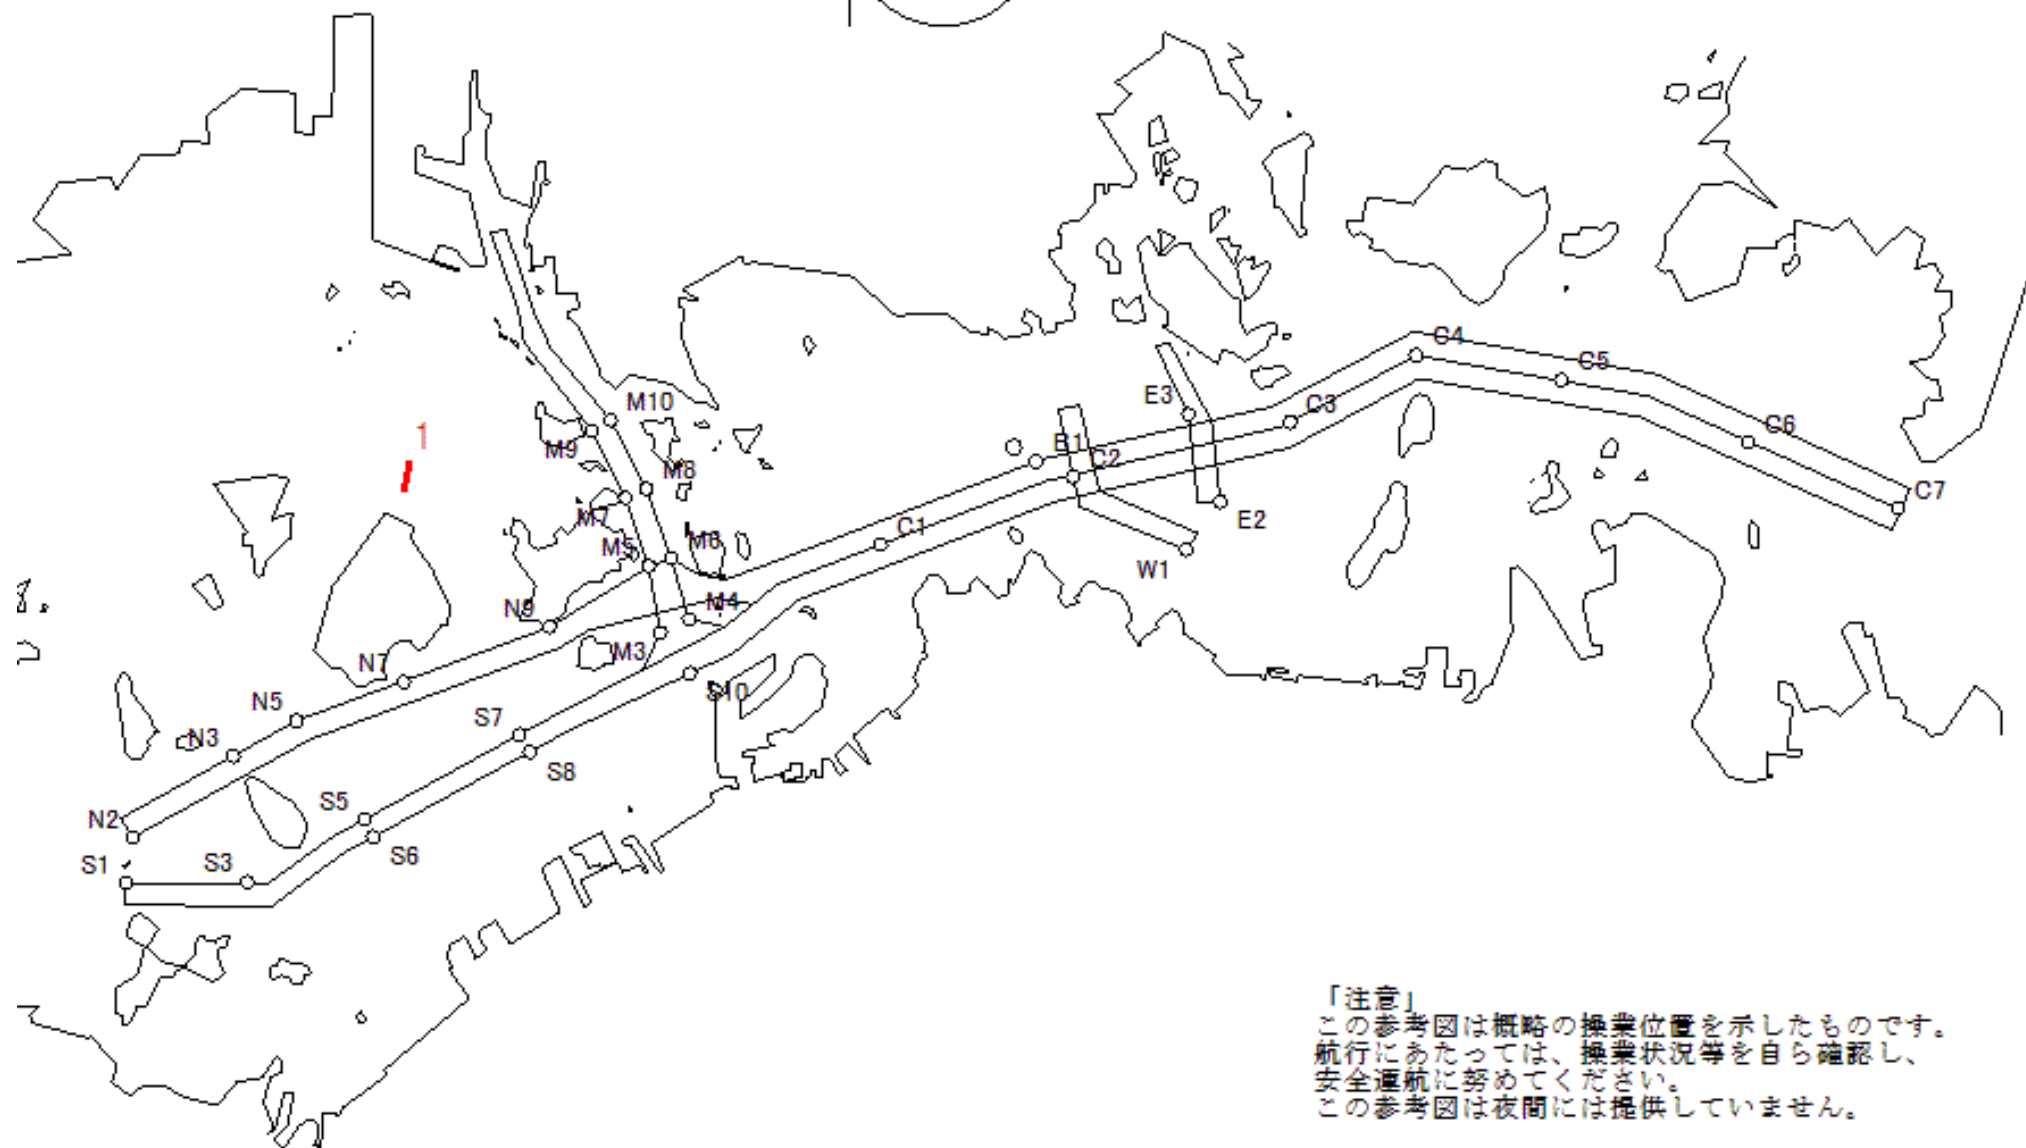 C4
C5
E3
M10
C3
1
B1
C6
M9
C2
M8
C7
M7
E2
C1
M5
M6
W1
N9
M4
M3
N7
S10
N5
S7
N3
S8
S5
N2
S6
S1
S3
「注意」
この参考図は概略の操業位置を示したものです。
航行にあたっては、操業状況等を自ら確認し、
安全運航に努めてください。
この参考図は夜間には提供していません。